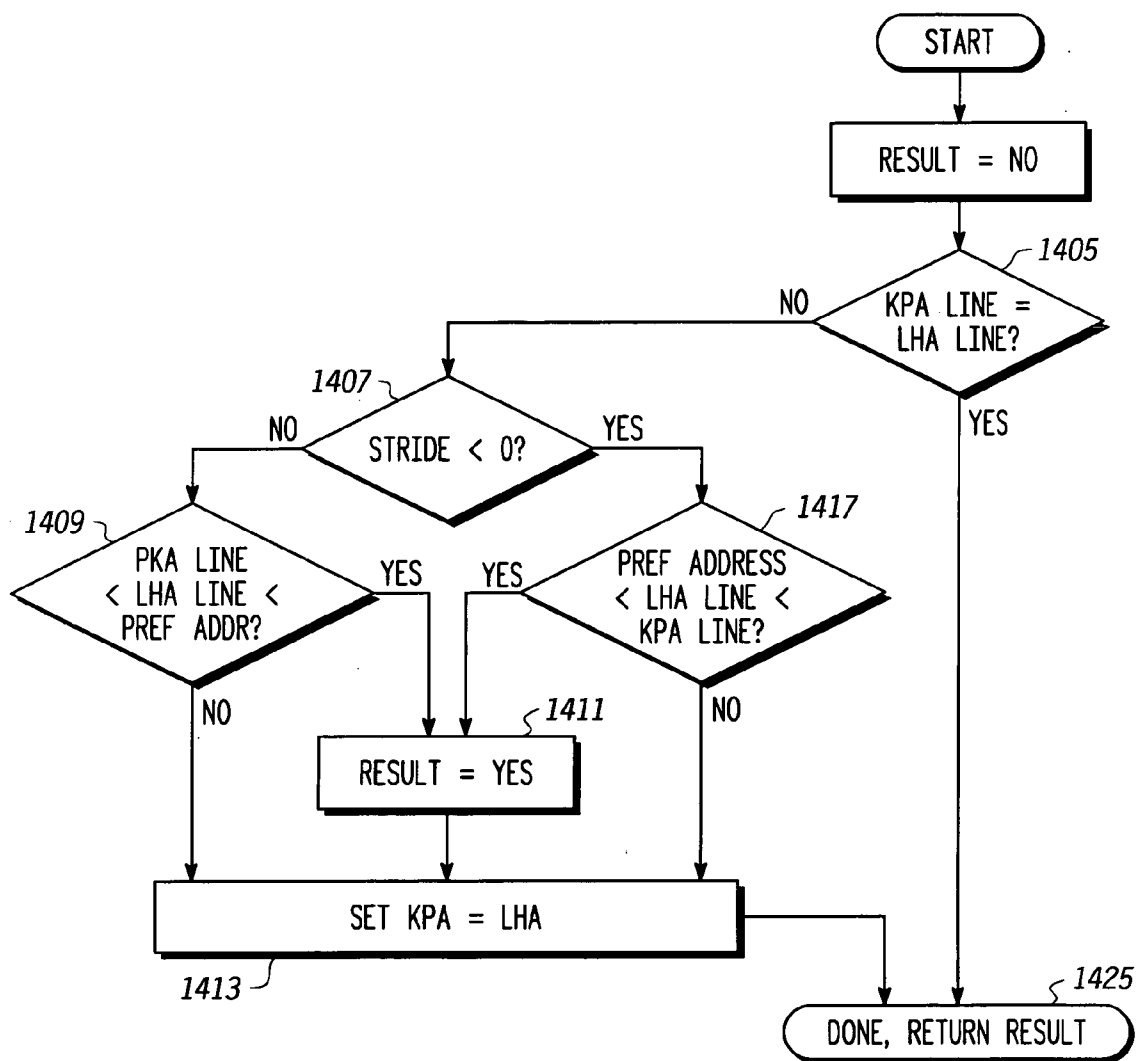 START
RESULT = NO
1405
KPA LINE =
LHA LINE?
NO
YES
1407
STRIDE < 0?
NO
YES
1409
PKA LINE
< LHA LINE <
PREF ADDR?
YES
NO
1417
PREF ADDRESS
< LHA LINE <
KPA LINE?
YES
NO
1411
RESULT = YES
SET KPA = LHA
1413
1425
DONE, RETURN RESULT